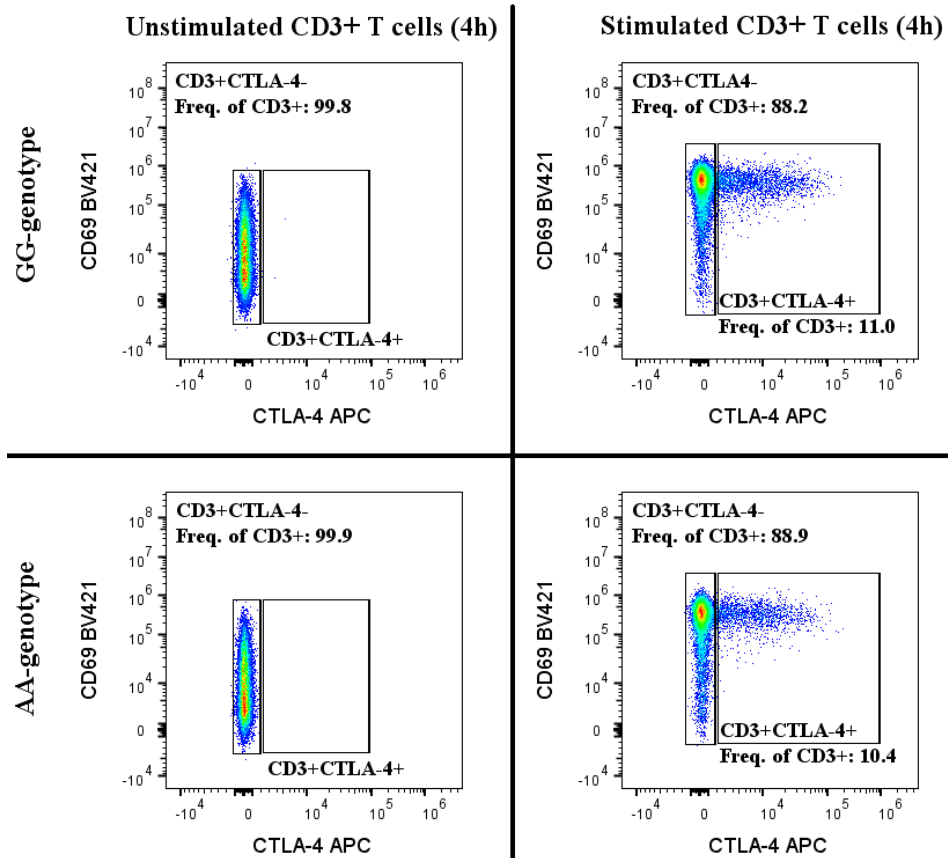 Unstimulated CD3+ T cells (4h)
Stimulated CD3+ T cells (4h)
GG-genotype
CD3+CTLA-4-
Freq. of CD3+: 99.8
10^8
10^7
10^6
10^5
10^4
0
-10^4
CD69 BV421
CD3+CTLA-4+
-10^4 0 10^4 10^5 10^6
CTLA-4 APC
CD3+CTLA4-
Freq. of CD3+: 88.2
10^8
10^7
10^6
10^5
10^4
0
-10^4
CD69 BV421
CD3+CTLA-4+
Freq. of CD3+: 11.0
-10^4 0 10^4 10^5 10^6
CTLA-4 APC
AA-genotype
CD3+CTLA-4-
Freq. of CD3+: 99.9
10^8
10^7
10^6
10^5
10^4
0
-10^4
CD69 BV421
CD3+CTLA-4+
-10^4 0 10^4 10^5 10^6
CTLA-4 APC
CD3+CTLA-4-
Freq. of CD3+: 88.9
10^8
10^7
10^6
10^5
10^4
0
-10^4
CD69 BV421
CD3+CTLA-4+
Freq. of CD3+: 10.4
-10^4 0 10^4 10^5 10^6
CTLA-4 APC